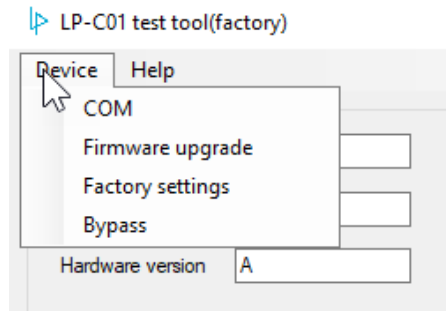 LP-C01 test tool(factory)
Device Help
COM
Firmware upgrade
Factory settings
Bypass
Hardware version A